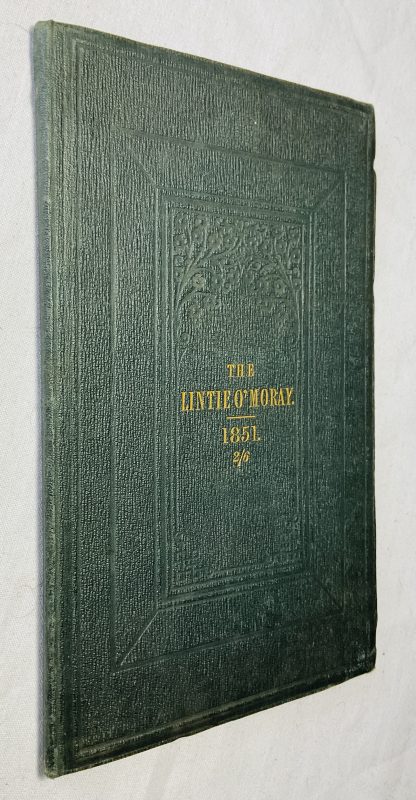 THE
LINTIE O' MORAY.
1851.
2/6